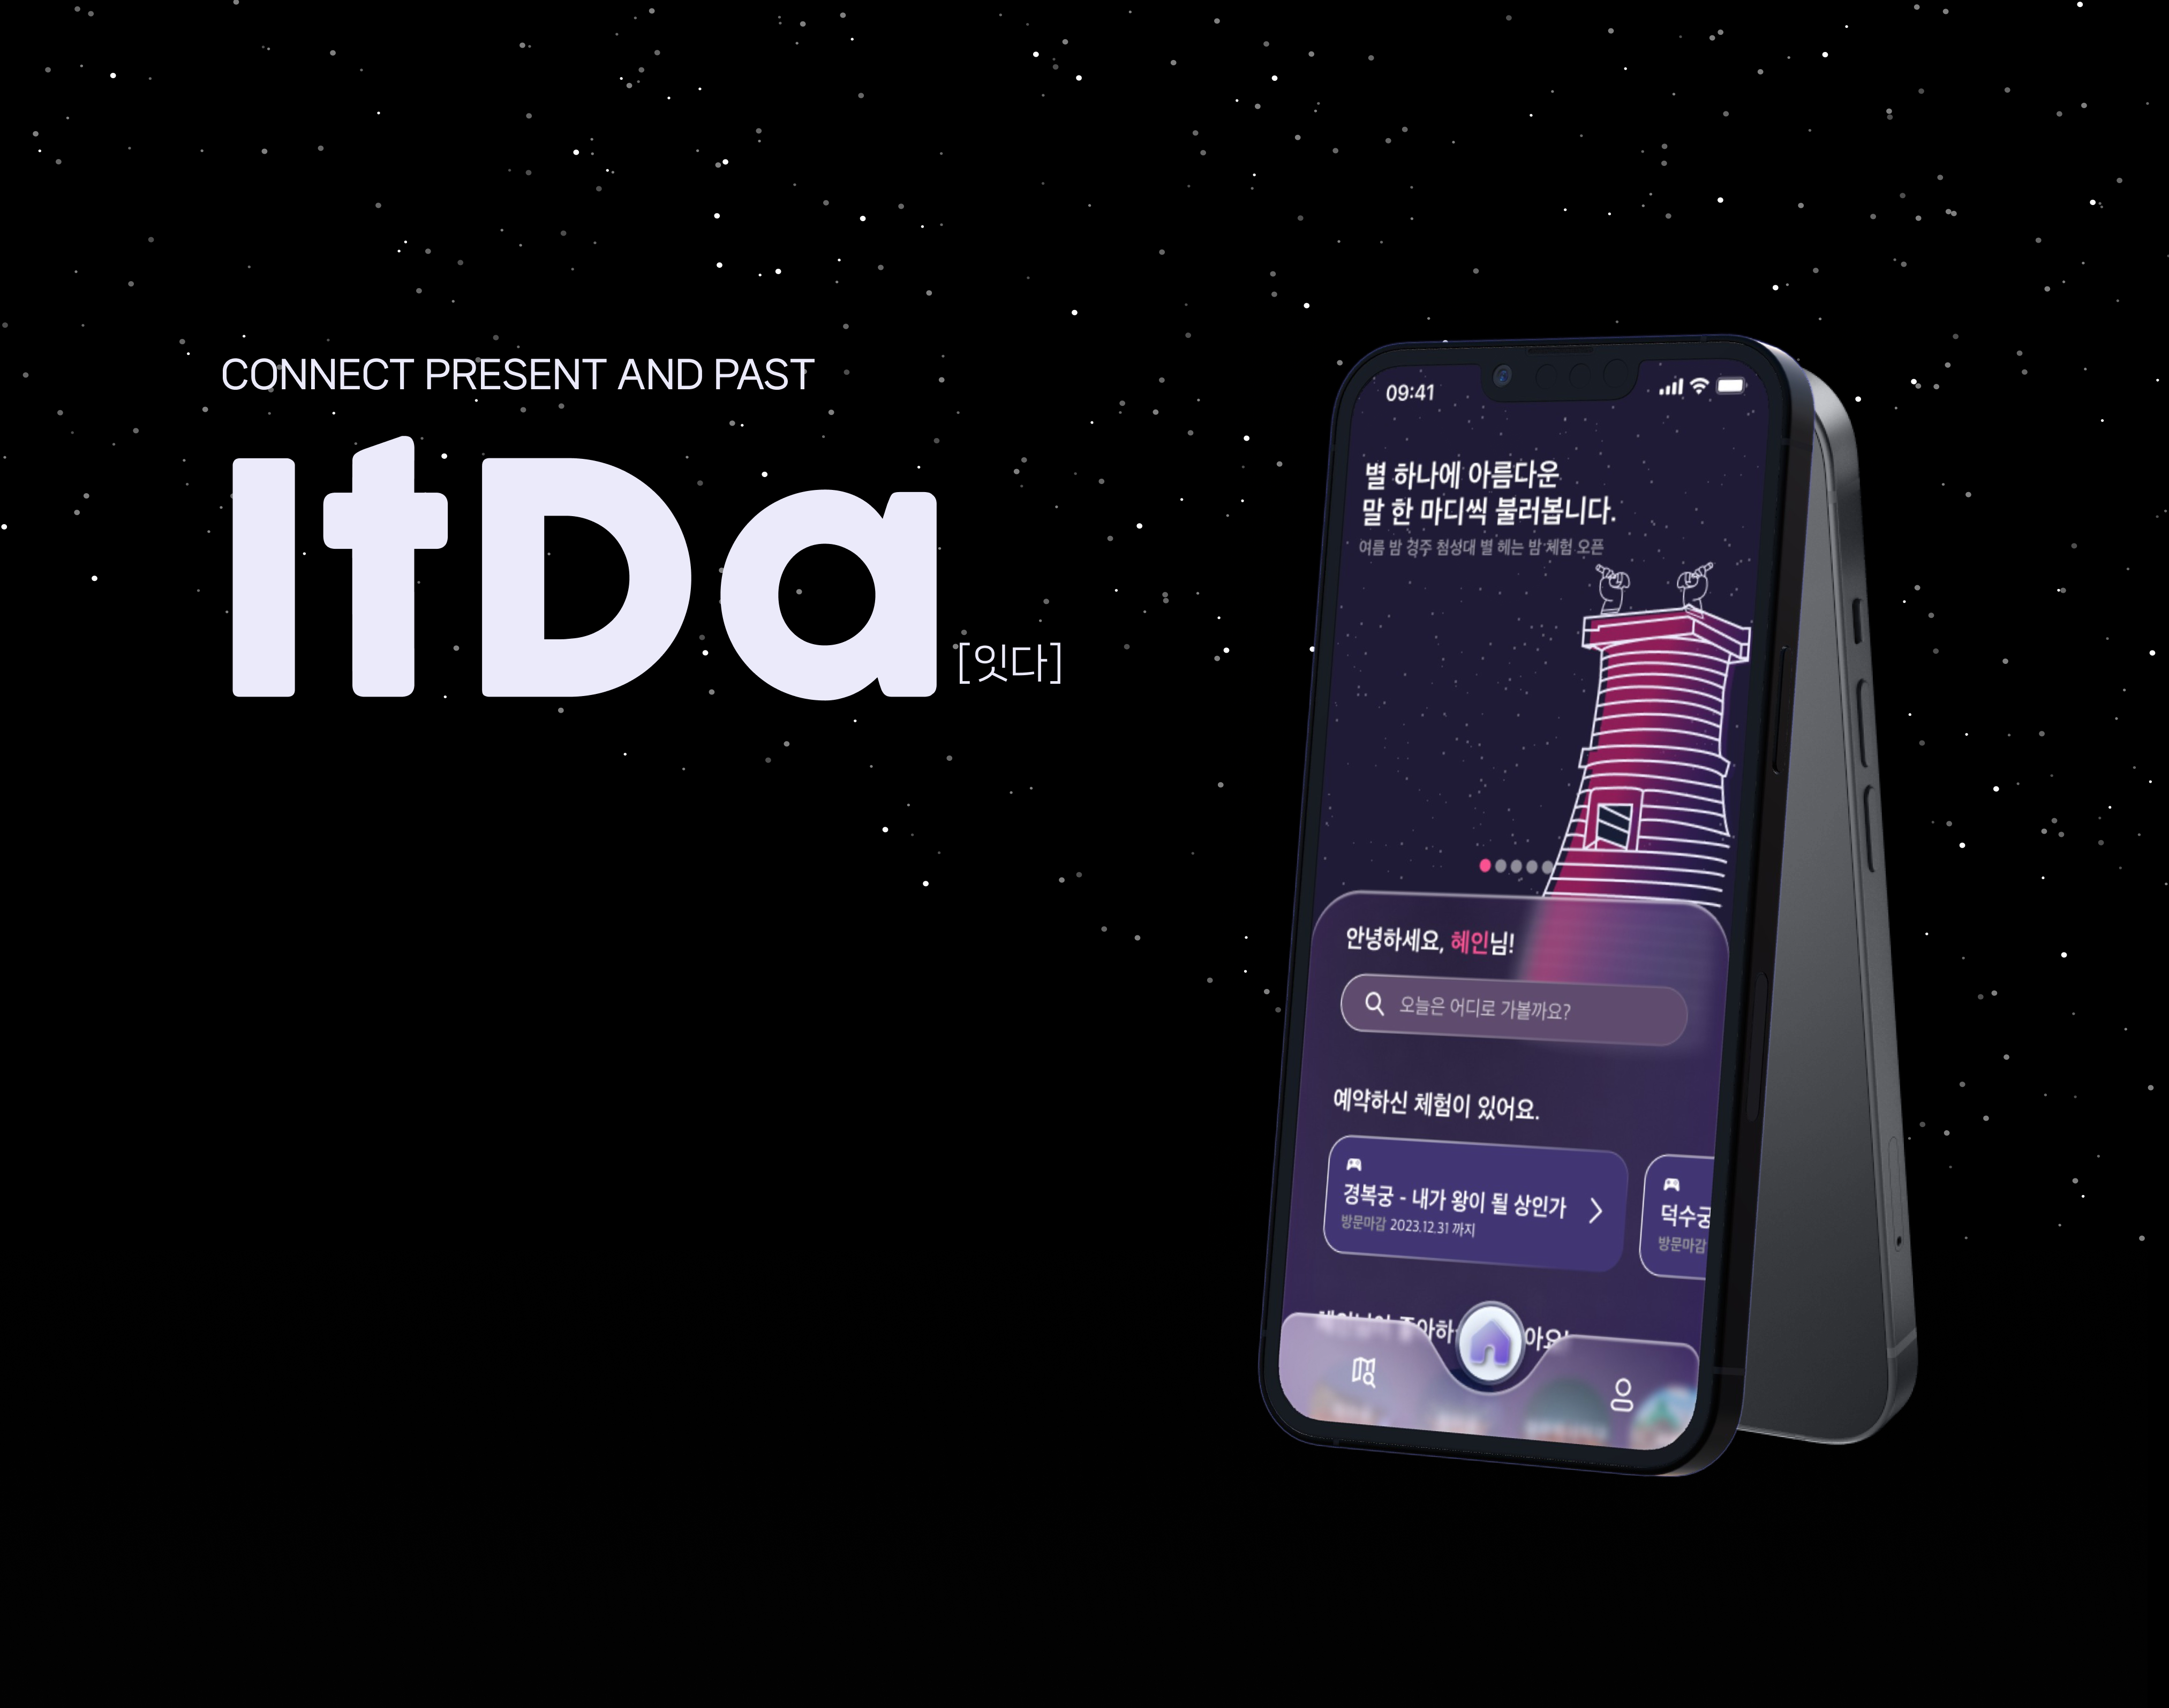 CONNECT PRESENT AND PAST
ItDa [잇다]
09:41
별 하나에 아름다운
말 한 마디씩 불러봅니다.
여름 밤 경주 첨성대 별 헤는 밤 체험 오픈
안녕하세요, 혜인님!
오늘은 어디로 가볼까요?
예약하신 체험이 있어요.
경복궁 - 내가 왕이 될 상인가
방문마감 2023.12.31 까지
덕수궁
방문마감